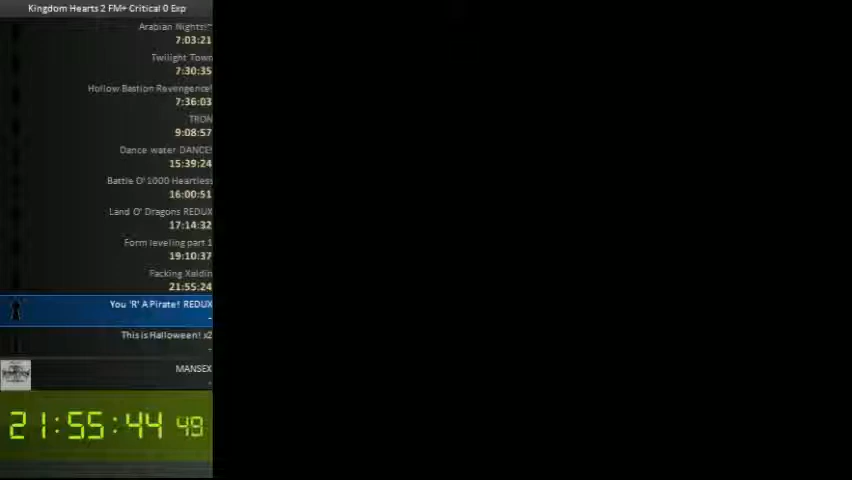 Kingdom Hearts 2 FM+ Critical 0 Exp
Arabian Nights!~
7:03:21
Twilight Town
7:30:35
Hollow Bastion Revengence!
7:36:03
TRON
9:08:57
Dance water DANCE!
15:39:24
Battle O' 1000 Heartless
16:00:51
Land O' Dragons REDUX
17:14:32
Form leveling part 1
19:10:37
Facking Xaldin
21:55:24
You 'R' A Pirate! REDUX
-
This is Halloween! x2
-
MANSEX
-
21:55:44 49